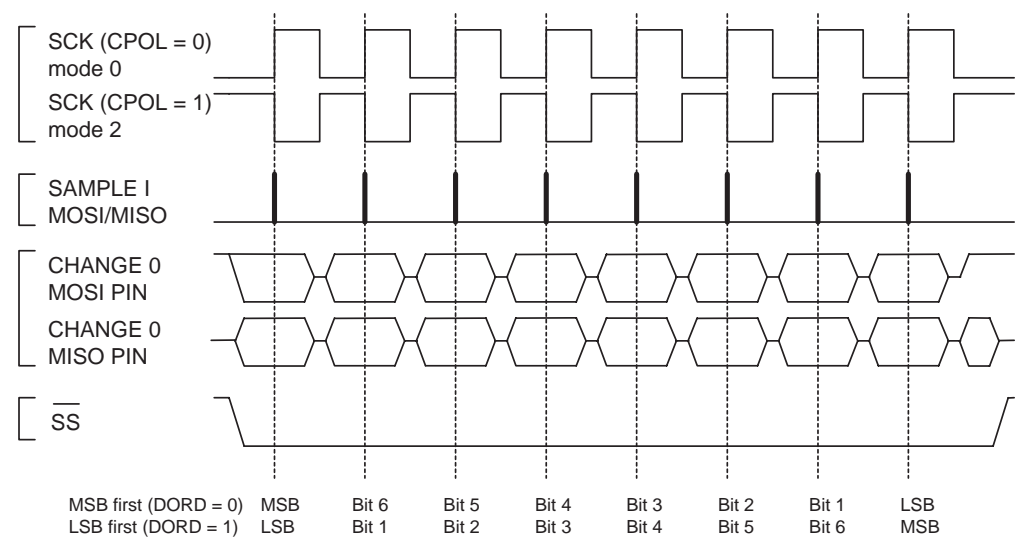 SCK (CPOL = 0)
mode 0
SCK (CPOL = 1)
mode 2
SAMPLE I
MOSI/MISO
CHANGE 0
MOSI PIN
CHANGE 0
MISO PIN
SS
MSB first (DORD = 0) MSB Bit 6 Bit 5 Bit 4 Bit 3 Bit 2 Bit 1 LSB
LSB first (DORD = 1) LSB Bit 1 Bit 2 Bit 3 Bit 4 Bit 5 Bit 6 MSB